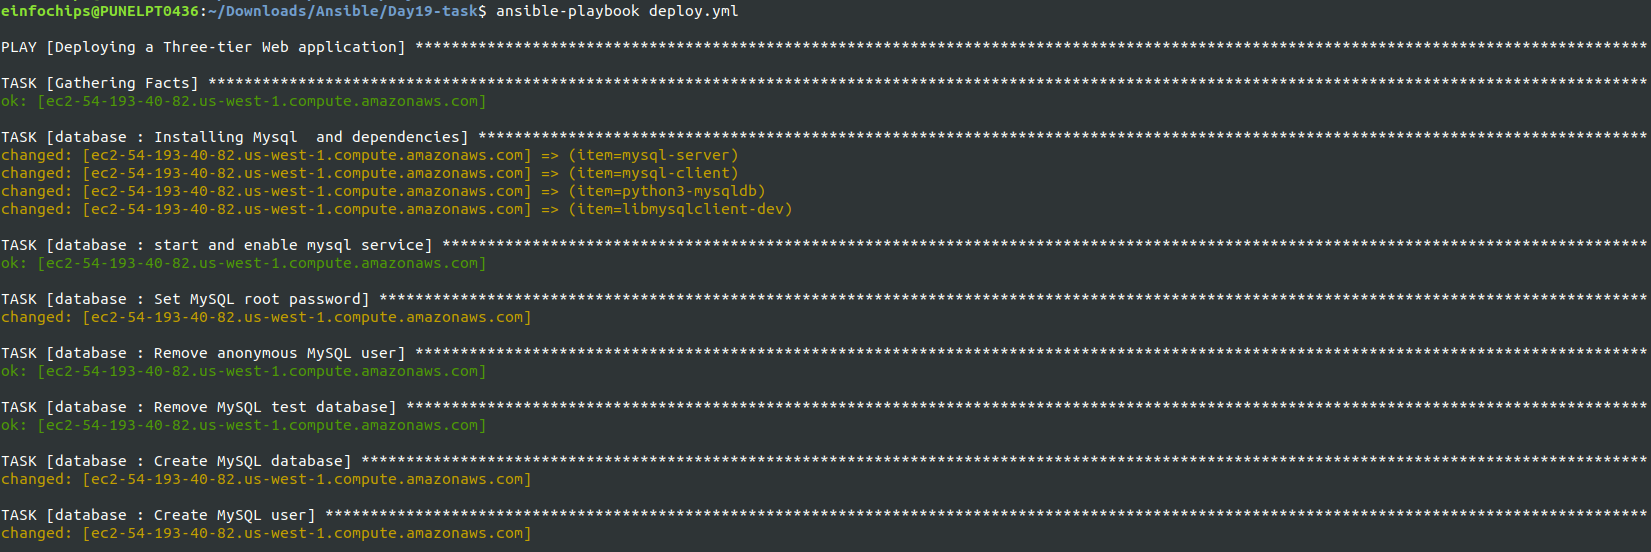 einfochips@PUNELPT0436:~/Downloads/Ansible/Day19-task$ ansible-playbook deploy.yml
PLAY [Deploying a Three-tier Web application] *****************************************************************************************************************************************
TASK [Gathering Facts] ****************************************************************************************************************************************************************
ok: [ec2-54-193-40-82.us-west-1.compute.amazonaws.com]
TASK [database : Installing Mysql  and dependencies] **********************************************************************************************************************************
changed: [ec2-54-193-40-82.us-west-1.compute.amazonaws.com] => (item=mysql-server)
changed: [ec2-54-193-40-82.us-west-1.compute.amazonaws.com] => (item=mysql-client)
changed: [ec2-54-193-40-82.us-west-1.compute.amazonaws.com] => (item=python3-mysqldb)
changed: [ec2-54-193-40-82.us-west-1.compute.amazonaws.com] => (item=libmysqlclient-dev)
TASK [database : start and enable mysql service] **************************************************************************************************************************************
ok: [ec2-54-193-40-82.us-west-1.compute.amazonaws.com]
TASK [database : Set MySQL root password] *********************************************************************************************************************************************
changed: [ec2-54-193-40-82.us-west-1.compute.amazonaws.com]
TASK [database : Remove anonymous MySQL user] *****************************************************************************************************************************************
ok: [ec2-54-193-40-82.us-west-1.compute.amazonaws.com]
TASK [database : Remove MySQL test database] ******************************************************************************************************************************************
ok: [ec2-54-193-40-82.us-west-1.compute.amazonaws.com]
TASK [database : Create MySQL database] ***********************************************************************************************************************************************
changed: [ec2-54-193-40-82.us-west-1.compute.amazonaws.com]
TASK [database : Create MySQL user] ***************************************************************************************************************************************************
changed: [ec2-54-193-40-82.us-west-1.compute.amazonaws.com]